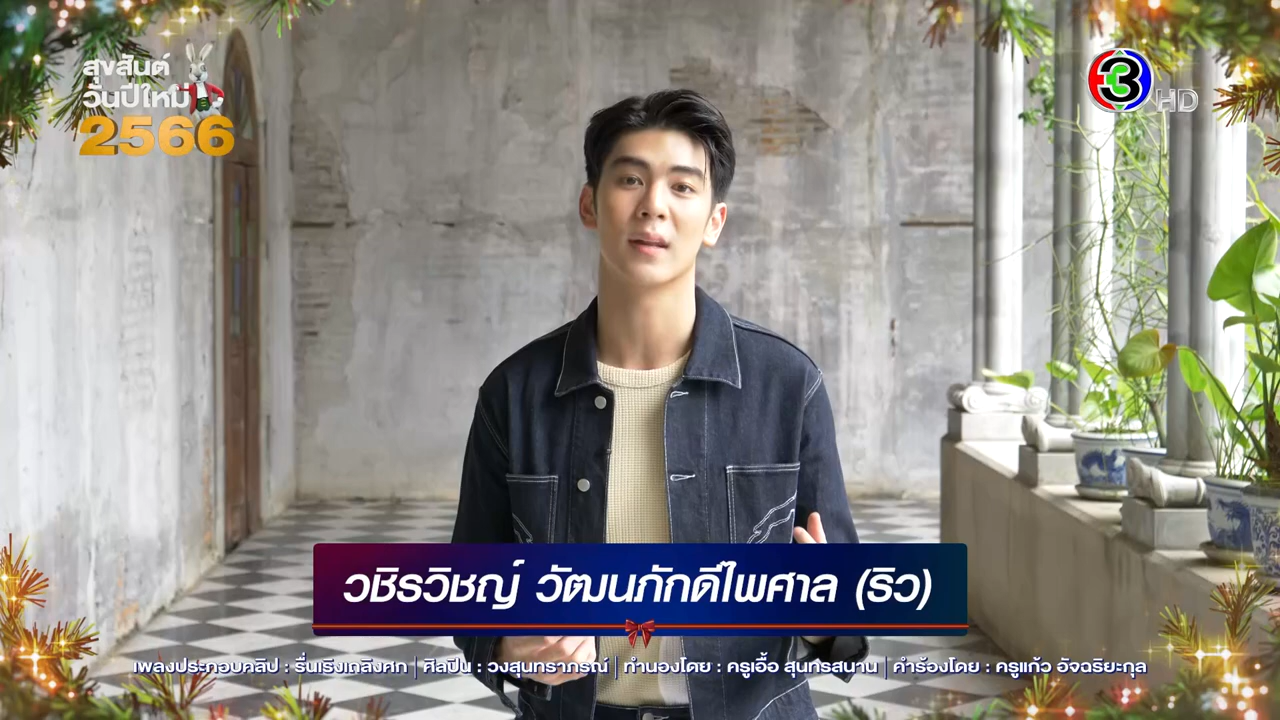 สุขสันต์
วันปีใหม่
2566
3 HD
วชิรวิชญ์ วัฒนภักดีไพศาล (ริว)
เพลงประกอบคลิป : รื่นเริงเถลิงศก | ศิลปิน : วงสุนทราภรณ์ | ทำนองโดย : ครูเอื้อ สุนทรสนาน | คำร้องโดย : ครูแก้ว อัจฉริยะกุล